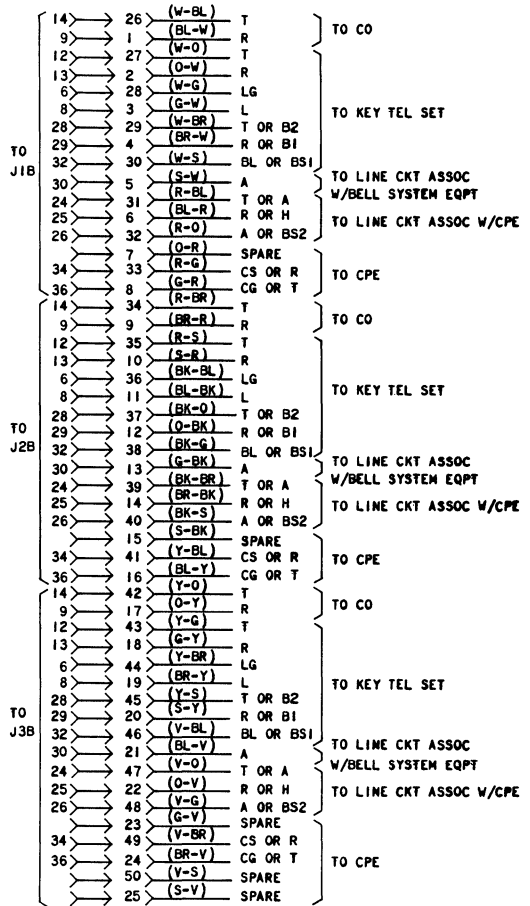 14 26 (W-BL) T
9 1 (BL-W) R
TO CO
12 27 (W-O) T
13 2 (O-W) R
6 28 (W-G) LG
8 3 (G-W) L
28 29 (W-BR) T OR B2
29 4 (BR-W) R OR B1
32 30 (W-S) BL OR BS1
TO KEY TEL SET
TO
J1B
30 5 (S-W) A
TO LINE CKT ASSOC
W/BELL SYSTEM EQPT
24 31 (R-BL) T OR A
25 6 (BL-R) R OR H
26 32 (R-O) A OR BS2
TO LINE CKT ASSOC W/CPE
7 (O-R) SPARE
34 33 (R-G) CS OR R
36 8 (G-R) CG OR T
TO CPE
14 34 (R-BR) T
9 9 (BR-R) R
TO CO
12 35 (R-S) T
13 10 (S-R) R
6 36 (BK-BL) LG
8 11 (BL-BK) L
28 37 (BK-O) T OR B2
29 12 (O-BK) R OR B1
32 38 (BK-G) BL OR BS1
TO KEY TEL SET
TO
J2B
30 13 (G-BK) A
TO LINE CKT ASSOC
W/BELL SYSTEM EQPT
24 39 (BK-BR) T OR A
25 14 (BR-BK) R OR H
26 40 (BK-S) A OR BS2
TO LINE CKT ASSOC W/CPE
15 (S-BK) SPARE
34 41 (Y-BL) CS OR R
36 16 (BL-Y) CG OR T
TO CPE
14 42 (Y-O) T
9 17 (O-Y) R
TO CO
12 43 (Y-G) T
13 18 (G-Y) R
6 44 (Y-BR) LG
8 19 (BR-Y) L
28 45 (Y-S) T OR B2
29 20 (S-Y) R OR B1
32 46 (V-BL) BL OR BS1
TO KEY TEL SET
TO
J3B
30 21 (BL-V) A
TO LINE CKT ASSOC
W/BELL SYSTEM EQPT
24 47 (V-O) T OR A
25 22 (O-V) R OR H
26 48 (V-G) A OR BS2
TO LINE CKT ASSOC W/CPE
23 (G-V) SPARE
34 49 (V-BR) CS OR R
36 24 (BR-V) CG OR T
50 (V-S) SPARE
25 (S-V) SPARE
TO CPE